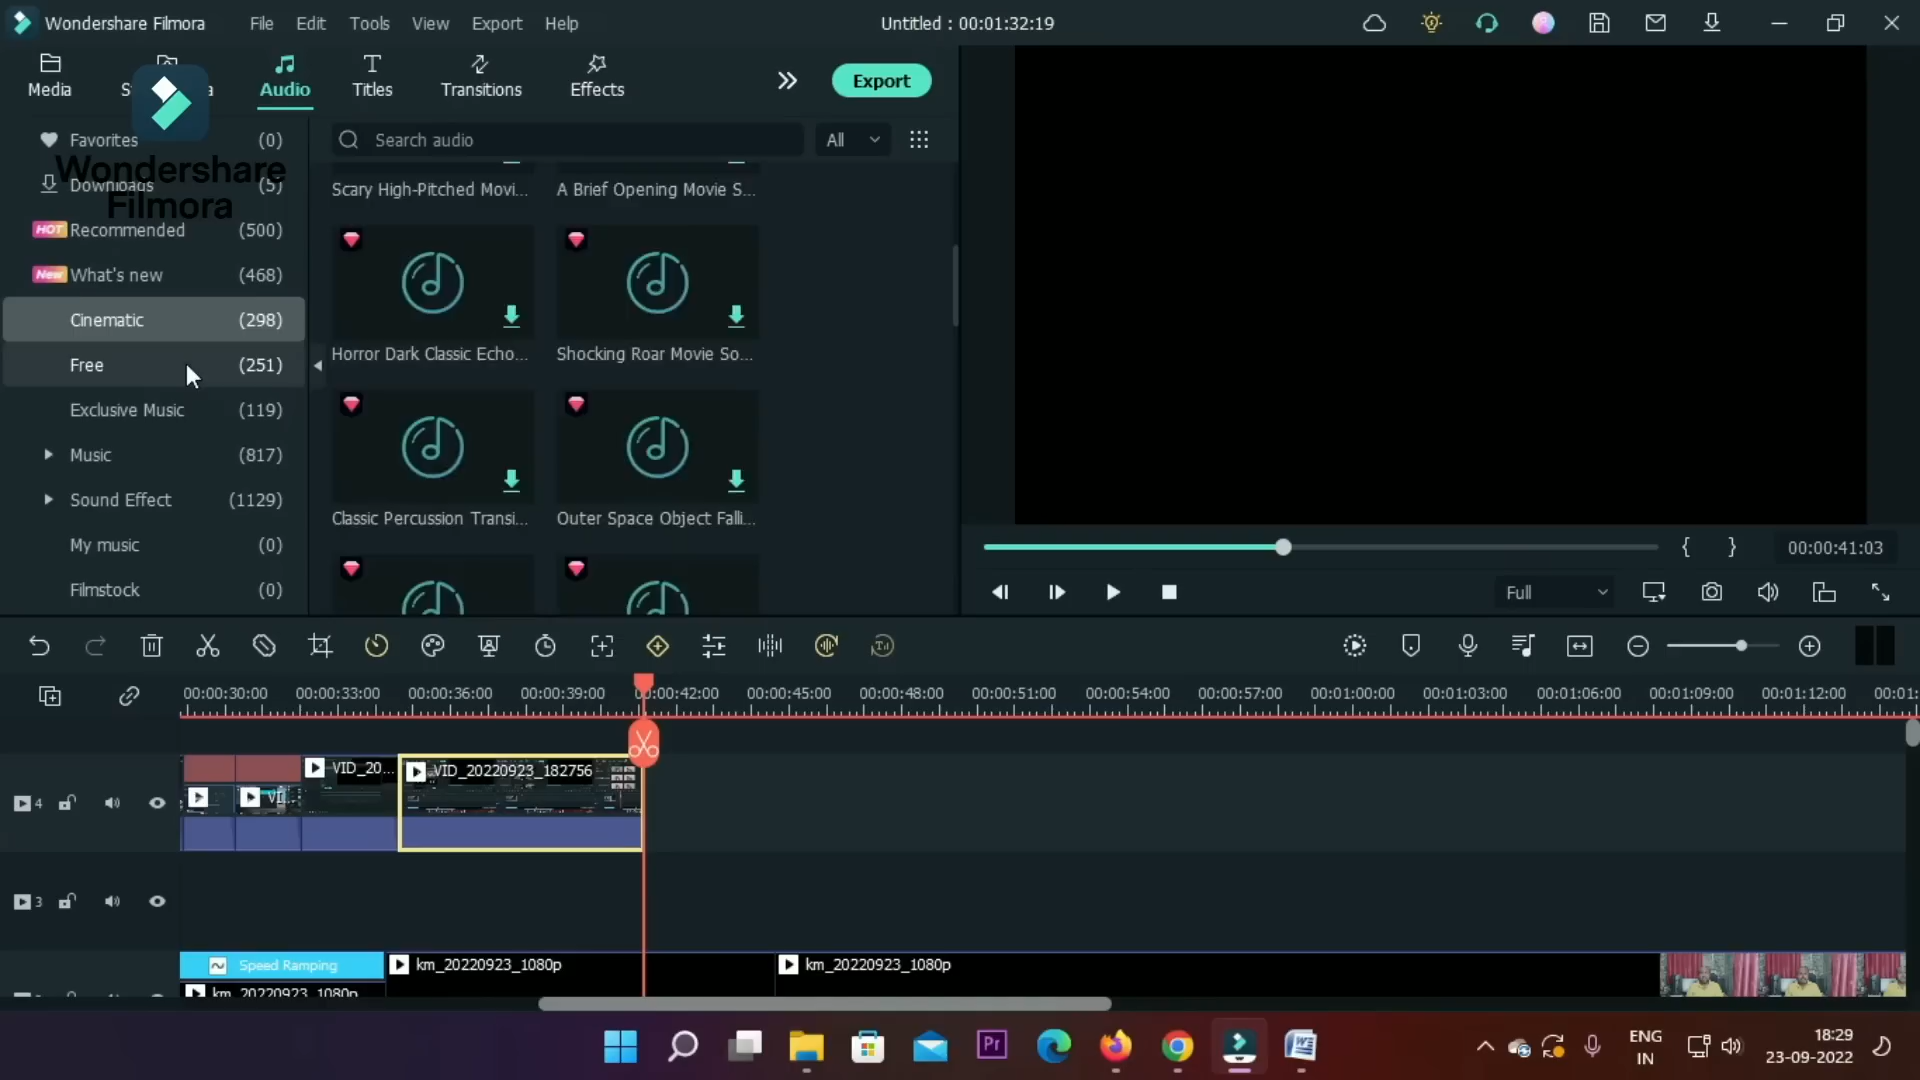 Wondershare Filmora
File
Edit
Tools
View
Export
Help
Untitled : 00:01:32:19
Media
Audio
Titles
Transitions
Effects
Export
Favorites (0)
Wondershare
Filmora
Downloads (5)
HOT Recommended (500)
New What's new (468)
Cinematic (298)
Free (251)
Exclusive Music (119)
Music (817)
Sound Effect (1129)
My music (0)
Filmstock (0)
Search audio
All
Scary High-Pitched Movi...
A Brief Opening Movie S...
Horror Dark Classic Echo...
Shocking Roar Movie So...
Classic Percussion Transi...
Outer Space Object Falli...
{ } 00:00:41:03
Full
00:00:30:00 00:00:33:00 00:00:36:00 00:00:39:00 00:00:42:00 00:00:45:00 00:00:48:00 00:00:51:00 00:00:54:00 00:00:57:00 00:01:00:00 00:01:03:00 00:01:06:00 00:01:09:00 00:01:12:00 00:01:
VI...
VID_20...
VID_20220923_182756
4
3
Speed Ramping
km_20220923_1080p
km_20220923_1080p
km_20220923_1080p
Pr
ENG
IN
18:29
23-09-2022